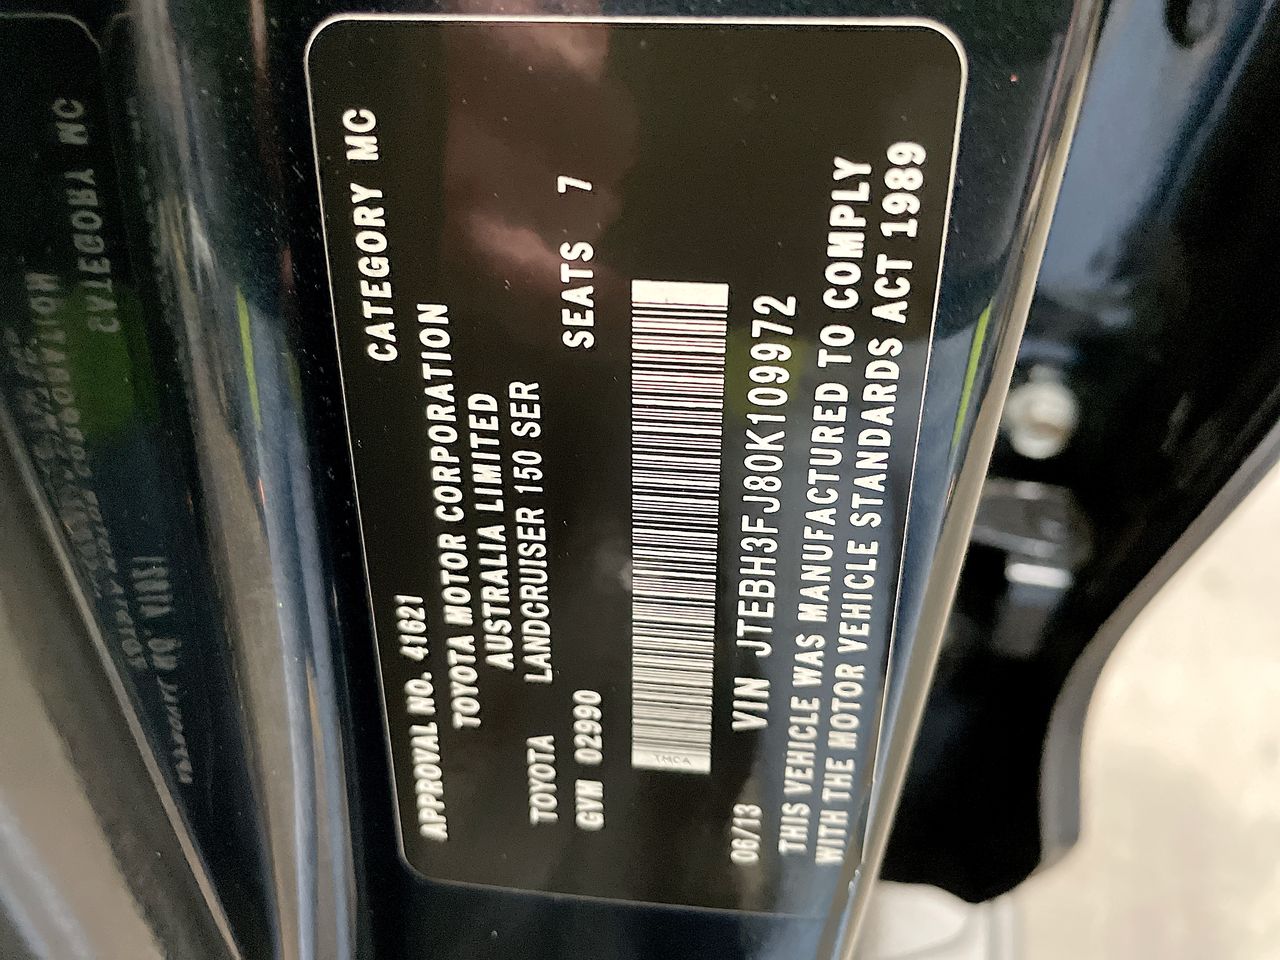 APPROVAL NO. 41621 CATEGORY MC
TOYOTA MOTOR CORPORATION
AUSTRALIA LIMITED
TOYOTA LANDCRUISER 150 SER
GVM 02990 SEATS 7
TMCA
06/13 VIN JTEBH3FJ80K109972
THIS VEHICLE WAS MANUFACTURED TO COMPLY
WITH THE MOTOR VEHICLE STANDARDS ACT 1989